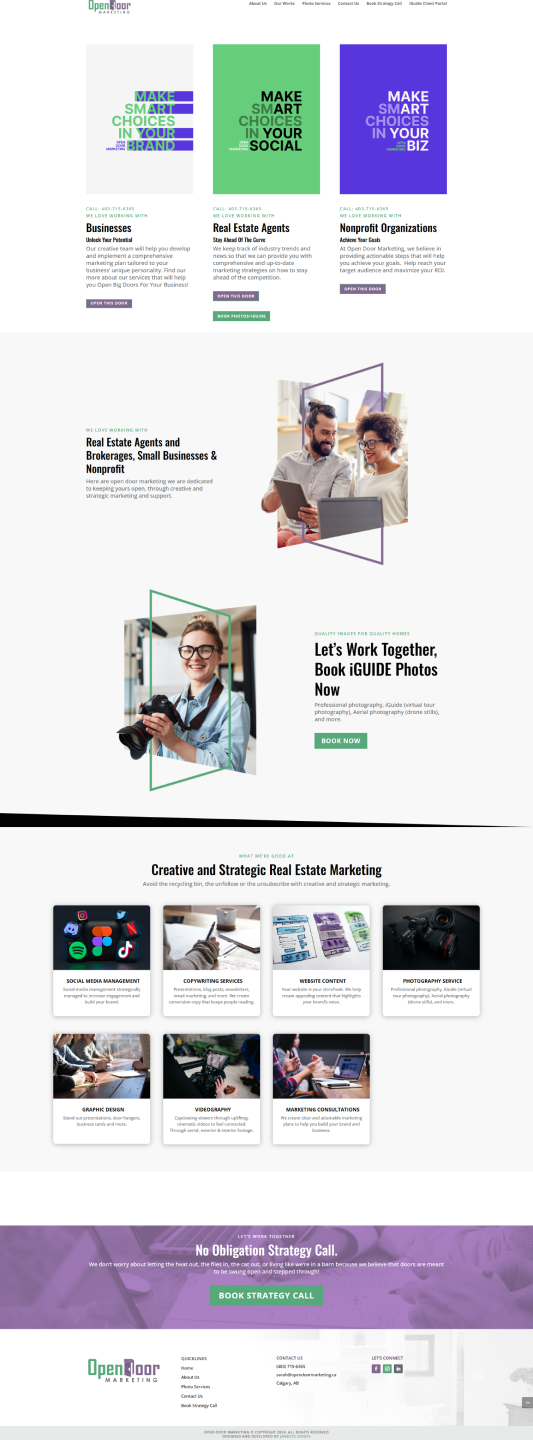 OpenDoor
MARKETING
About Us Our Works Photo Services Contact Us Book Strategy Call iGuide Client Portal
MAKE
SMART
CHOICES
IN YOUR
BRAND
OPEN
DOOR
MARKETING
MAKE
SMART
CHOICES
IN YOUR
SOCIAL
OPEN
DOOR
MARKETING
MAKE
SMART
CHOICES
IN YOUR
BIZ
OPEN
DOOR
MARKETING
CALL: 403-715-6365
WE LOVE WORKING WITH
Businesses
Unlock Your Potential
Our creative team will help you develop
and implement a comprehensive
marketing plan tailored to your
business' unique personality. Find our
more about our services that will help
you Open Big Doors For Your Business!
OPEN THIS DOOR
CALL: 403-715-6365
WE LOVE WORKING WITH
Real Estate Agents
Stay Ahead Of The Curve
We keep track of industry trends and
news so that we can provide you with
comprehensive and up-to-date
marketing strategies on how to stay
ahead of the competition.
OPEN THIS DOOR
BOOK PHOTOS/IGUIDE
CALL: 403-715-6365
WE LOVE WORKING WITH
Nonprofit Organizations
Achieve Your Goals
At Open Door Marketing, we believe in
providing actionable steps that will help
you achieve your goals. Help reach your
target audience and maximize your ROI.
OPEN THIS DOOR
WE LOVE WORKING WITH
Real Estate Agents and
Brokerages, Small Businesses &
Nonprofit
Here are open door marketing we are dedicated
to keeping yours open, through creative and
strategic marketing and support.
QUALITY IMAGES FOR QUALITY HOMES
Let's Work Together,
Book iGUIDE Photos
Now
Professional photography, iGuide (virtual tour
photography), Aerial photography (drone stills),
and more.
BOOK NOW
WHAT WE'RE GOOD AT
Creative and Strategic Real Estate Marketing
Avoid the recycling bin, the unfollow or the unsubscribe with creative and strategic marketing.
SOCIAL MEDIA MANAGEMENT
Social media management strategically
managed to increase engagement and
build your brand.
COPYWRITING SERVICES
Presentations, blog posts, newsletters,
email marketing, and more. We create
conversion copy that keeps people reading.
WEBSITE CONTENT
Your website is your storefront. We help
create appealing content that highlights
your brand's voice.
PHOTOGRAPHY SERVICE
Professional photography, iGuide (virtual
tour photography), Aerial photography
(drone stills), and more.
GRAPHIC DESIGN
Stand out presentations, door hangers,
business cards and more.
VIDEOGRAPHY
Captivating viewers through uplifting,
cinematic videos to feel connected.
Through aerial, exterior & interior footage.
MARKETING CONSULTATIONS
We create clear and attainable marketing
plans to help you build your brand and
business.
LET'S WORK TOGETHER
No Obligation Strategy Call.
We don't worry about letting the heat out, the flies in, the cat out, or living like we're in a barn because we believe that doors are meant
to be swung open and stepped through!
BOOK STRATEGY CALL
OpenDoor
MARKETING
QUICKLINKS
Home
About Us
Photo Services
Contact Us
Book Strategy Call
CONTACT US
(403) 715-6365
sarah@opendoormarketing.ca
Calgary, AB
LET'S CONNECT
OPEN DOOR MARKETING © COPYRIGHT 2024. ALL RIGHTS RESERVED
DESIGNED AND DEVELOPED BY